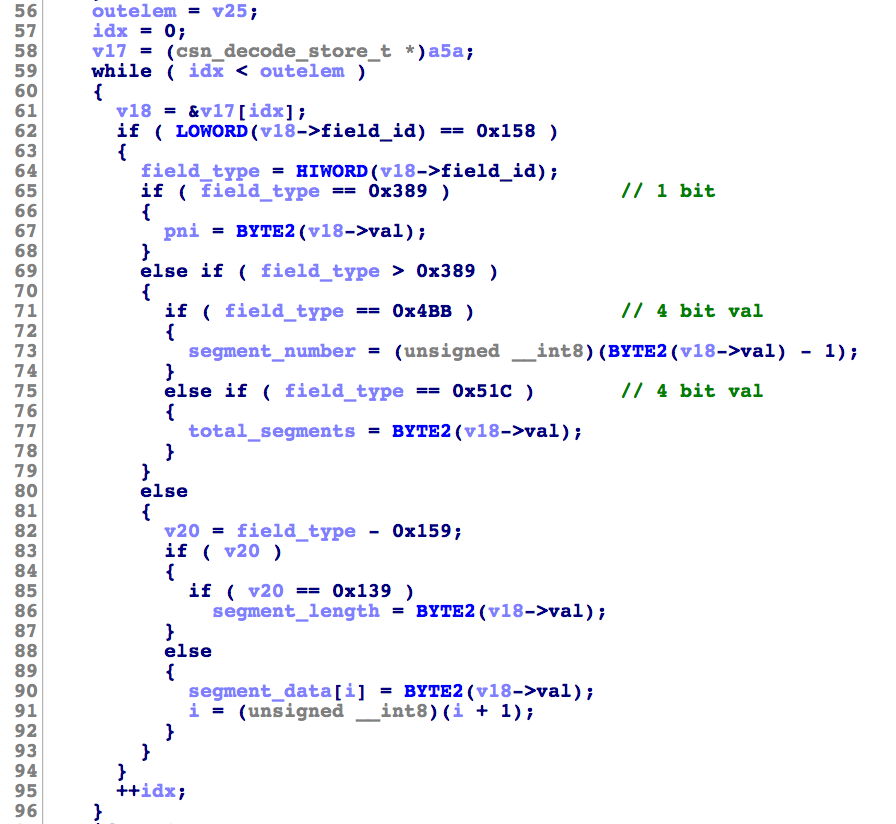 56 outelem = v25;
57 idx = 0;
58 v17 = (csn_decode_store_t *)a5a;
59 while ( idx < outelem )
60 {
61 v18 = &v17[idx];
62 if ( LOWORD(v18->field_id) == 0x158 )
63 {
64 field_type = HIWORD(v18->field_id);
65 if ( field_type == 0x389 ) // 1 bit
66 {
67 pni = BYTE2(v18->val);
68 }
69 else if ( field_type > 0x389 )
70 {
71 if ( field_type == 0x4BB ) // 4 bit val
72 {
73 segment_number = (unsigned __int8)(BYTE2(v18->val) - 1);
74 }
75 else if ( field_type == 0x51C ) // 4 bit val
76 {
77 total_segments = BYTE2(v18->val);
78 }
79 }
80 else
81 {
82 v20 = field_type - 0x159;
83 if ( v20 )
84 {
85 if ( v20 == 0x139 )
86 segment_length = BYTE2(v18->val);
87 }
88 else
89 {
90 segment_data[i] = BYTE2(v18->val);
91 i = (unsigned __int8)(i + 1);
92 }
93 }
94 }
95 ++idx;
96 }